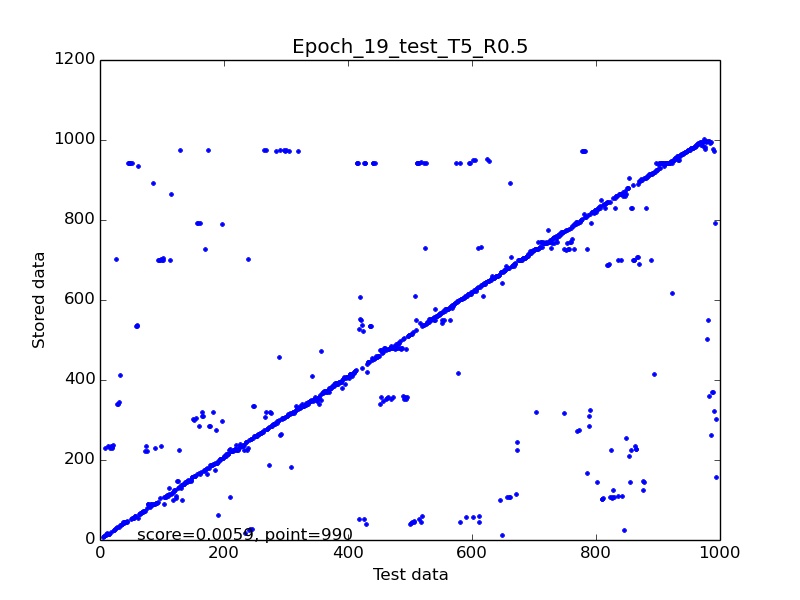 Epoch_19_test_T5_R0.5
1200
1000
800
600
400
200
0
Stored data
score=0.0059, point=990
0 200 400 600 800 1000
Test data